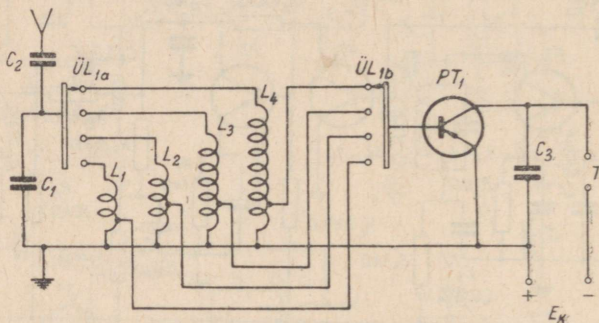 C₂
ÜL₁ₐ
L₄
ÜL₁b
PT₁
L₃
L₂
L₁
C₁
C₃
T
+
−
Eₖ